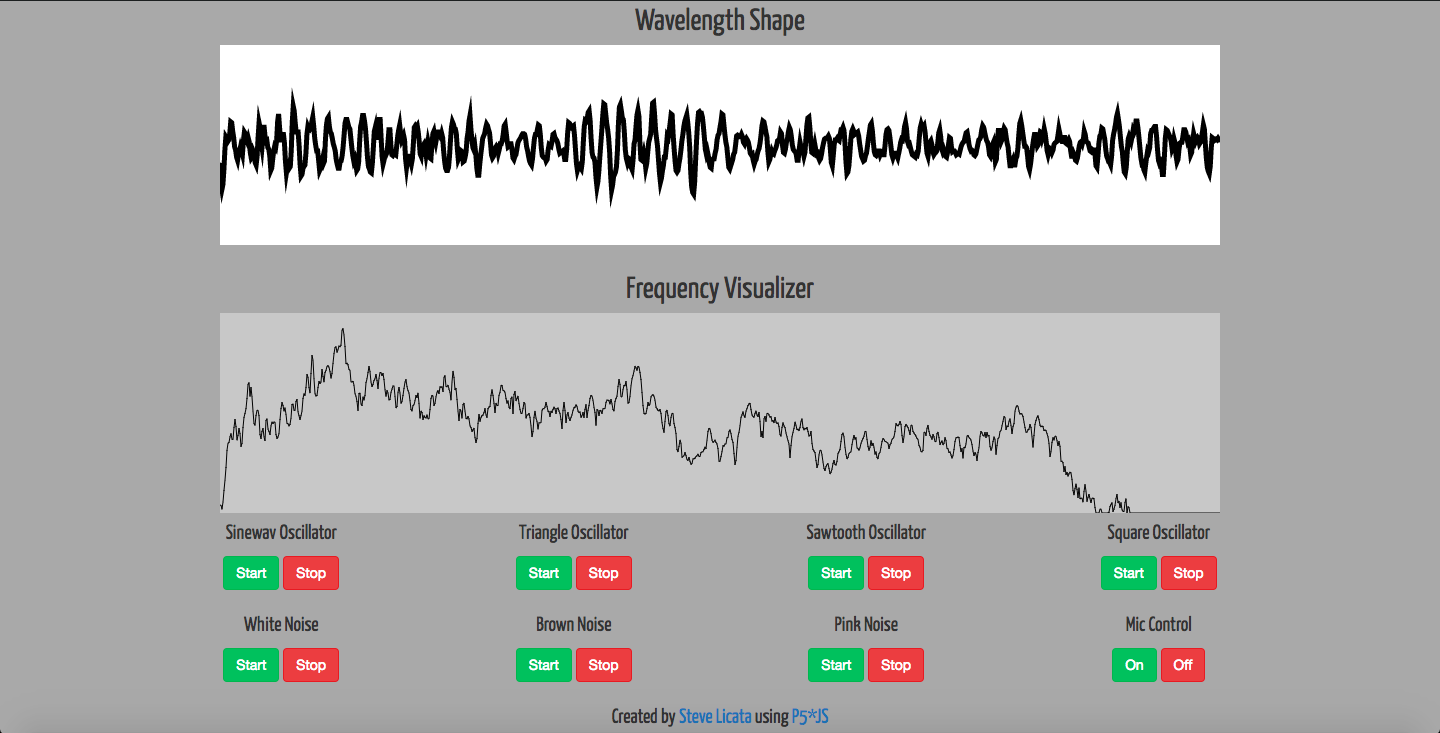 Wavelength Shape
Frequency Visualizer
Sinewav Oscillator Triangle Oscillator Sawtooth Oscillator Square Oscillator
Start Stop Start Stop Start Stop Start Stop
White Noise Brown Noise Pink Noise Mic Control
Start Stop Start Stop Start Stop On Off
Created by Steve Licata using P5*JS